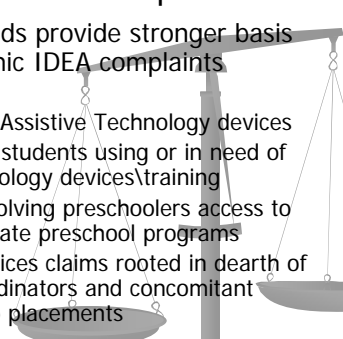 ds provide stronger basis
nic IDEA complaints
Assistive Technology devices
students using or in need of
ology devices\training
olving preschoolers access to
ate preschool programs
ices claims rooted in dearth of
dinators and concomitant
placements